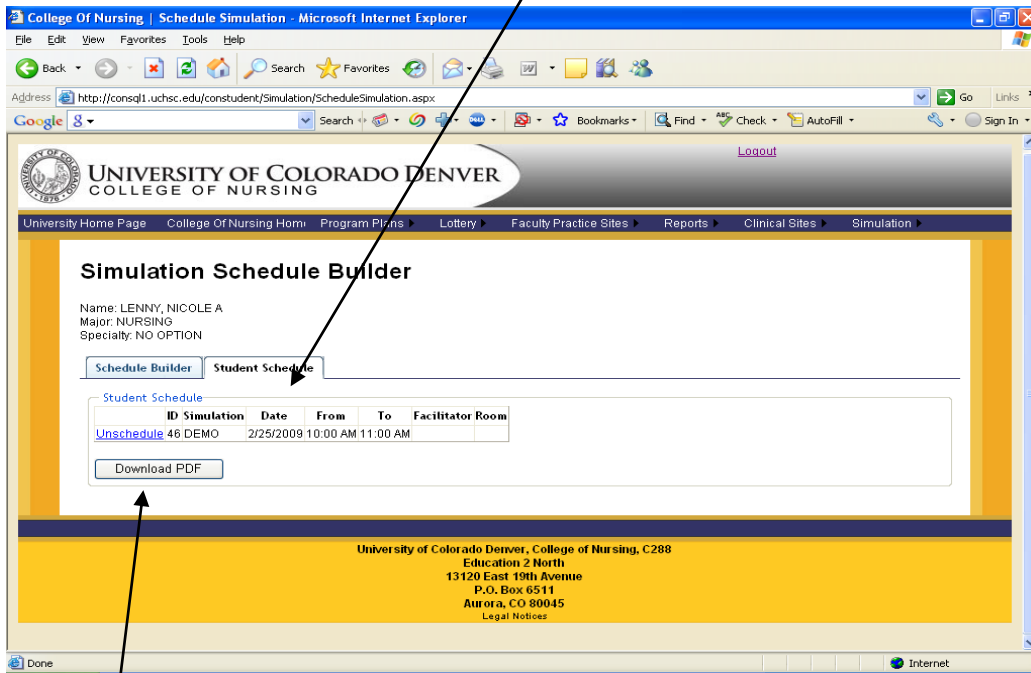 College Of Nursing | Schedule Simulation - Microsoft Internet Explorer
File Edit View Favorites Tools Help
Back Search Favorites
Address http://consql1.uchsc.edu/constudent/Simulation/ScheduleSimulation.aspx Go Links
Google Search Bookmarks Find Check AutoFill Sign In
Logout
UNIVERSITY OF COLORADO DENVER
COLLEGE OF NURSING
1876
University Home Page College Of Nursing Home Program Plans Lottery Faculty Practice Sites Reports Clinical Sites Simulation
Simulation Schedule Builder
Name: LENNY, NICOLE A
Major: NURSING
Specialty: NO OPTION
Schedule Builder Student Schedule
Student Schedule
ID Simulation Date From To Facilitator Room
Unschedule 46 DEMO 2/25/2009 10:00 AM 11:00 AM
Download PDF
University of Colorado Denver, College of Nursing, C288
Education 2 North
13120 East 19th Avenue
P.O. Box 6511
Aurora, CO 80045
Legal Notices
Done Internet